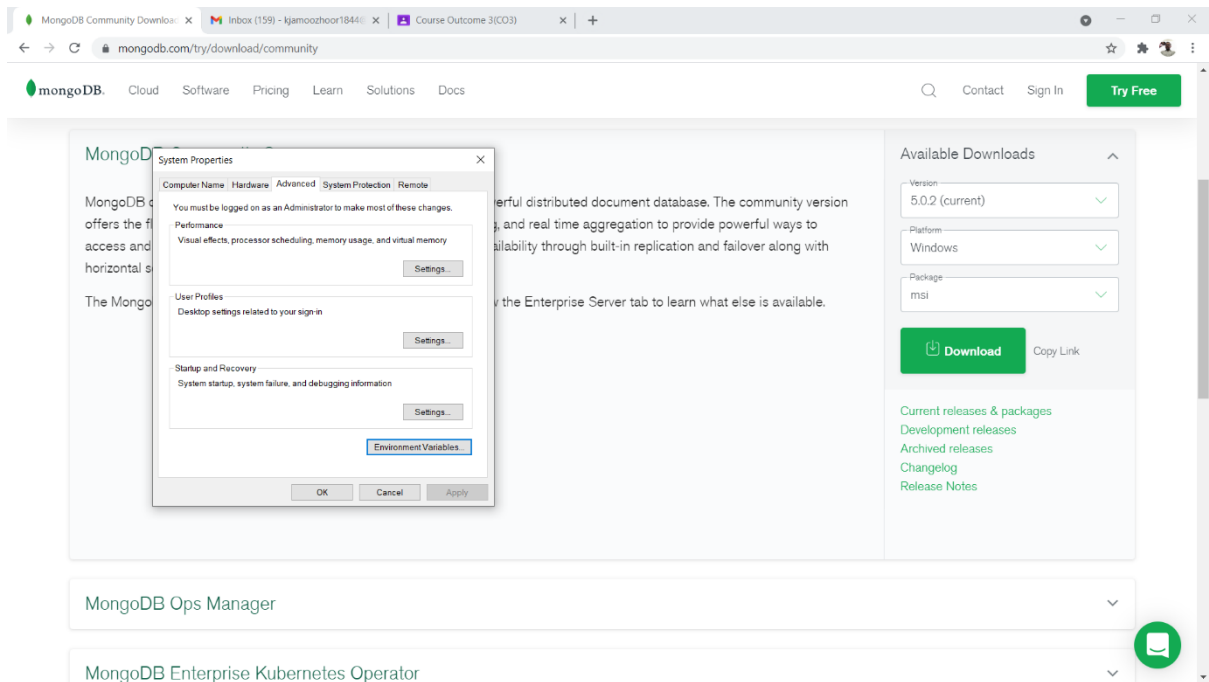 MongoDB Community Downloa
Inbox (159) - kjamoozhoor1844@
Course Outcome 3(CO3)
mongodb.com/try/download/community
mongoDB.
Cloud Software Pricing Learn Solutions Docs
Contact Sign In Try Free
MongoD
System Properties
Computer Name Hardware Advanced System Protection Remote
You must be logged on as an Administrator to make most of these changes.
Performance
Visual effects, processor scheduling, memory usage, and virtual memory
Settings...
User Profiles
Desktop settings related to your sign-in
Settings...
Startup and Recovery
System startup, system failure, and debugging information
Settings...
Environment Variables...
OK Cancel Apply
MongoDB
offers the
access and
horizontal
The Mongo
distributed document database. The community version
and real time aggregation to provide powerful ways to
through built-in replication and failover along with
the Enterprise Server tab to learn what else is available.
Available Downloads
Version
5.0.2 (current)
Platform
Windows
Package
msi
Download Copy Link
Current releases & packages
Development releases
Archived releases
Changelog
Release Notes
MongoDB Ops Manager
MongoDB Enterprise Kubernetes Operator